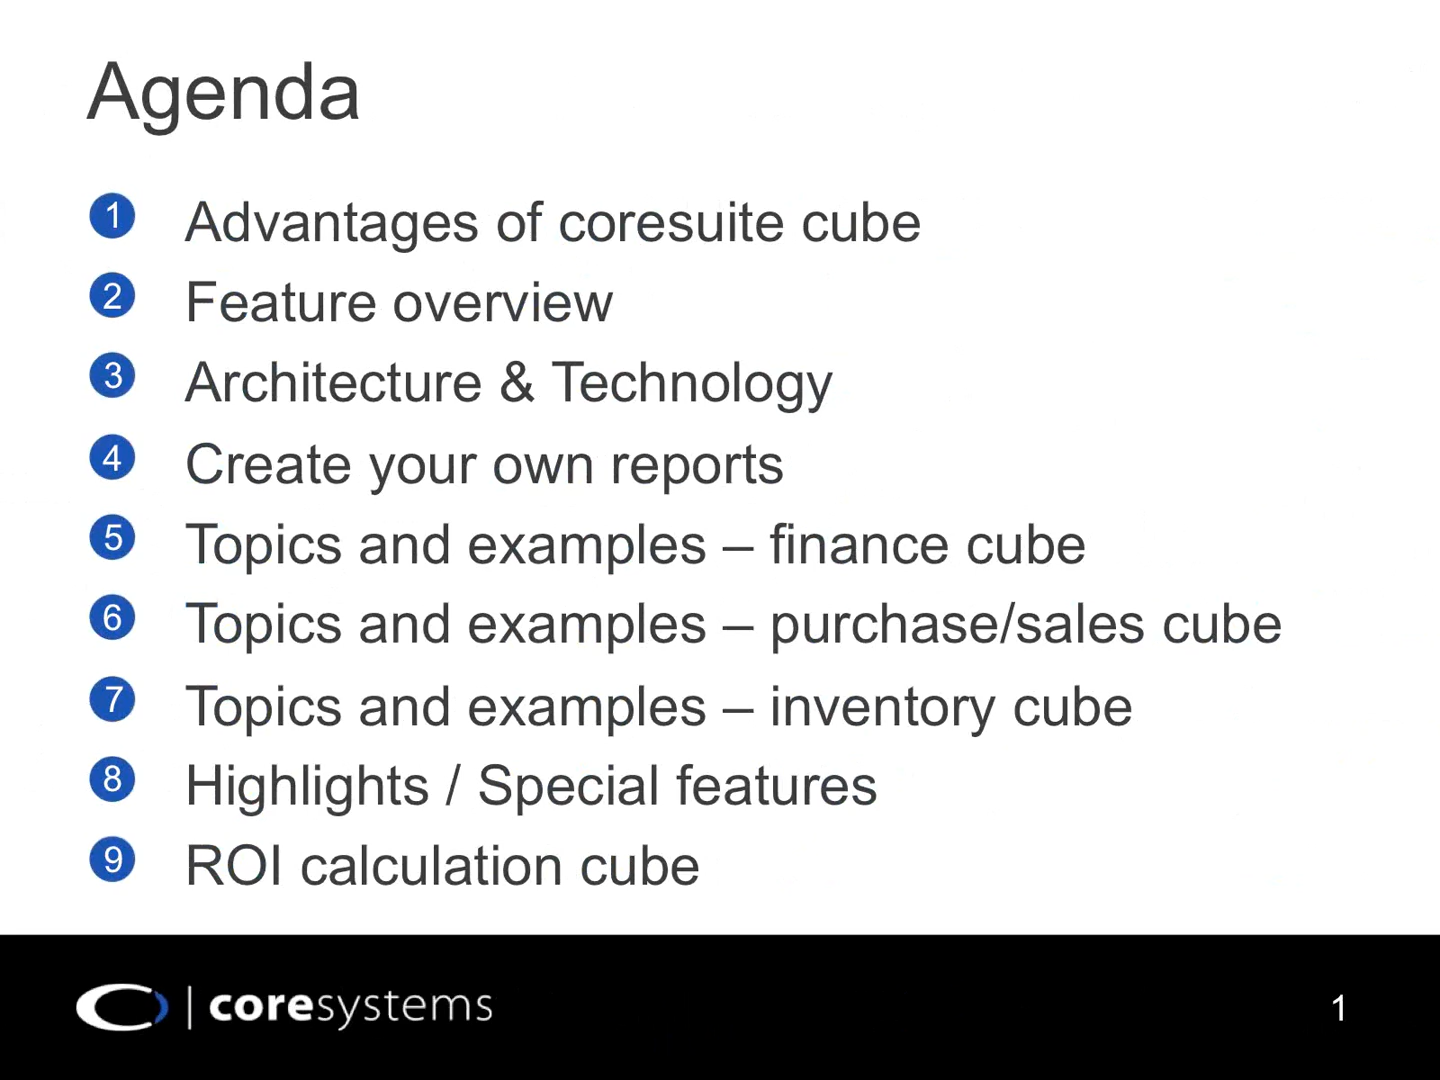 Agenda
1 Advantages of coresuite cube
2 Feature overview
3 Architecture & Technology
4 Create your own reports
5 Topics and examples – finance cube
6 Topics and examples – purchase/sales cube
7 Topics and examples – inventory cube
8 Highlights / Special features
9 ROI calculation cube
coresystems
1